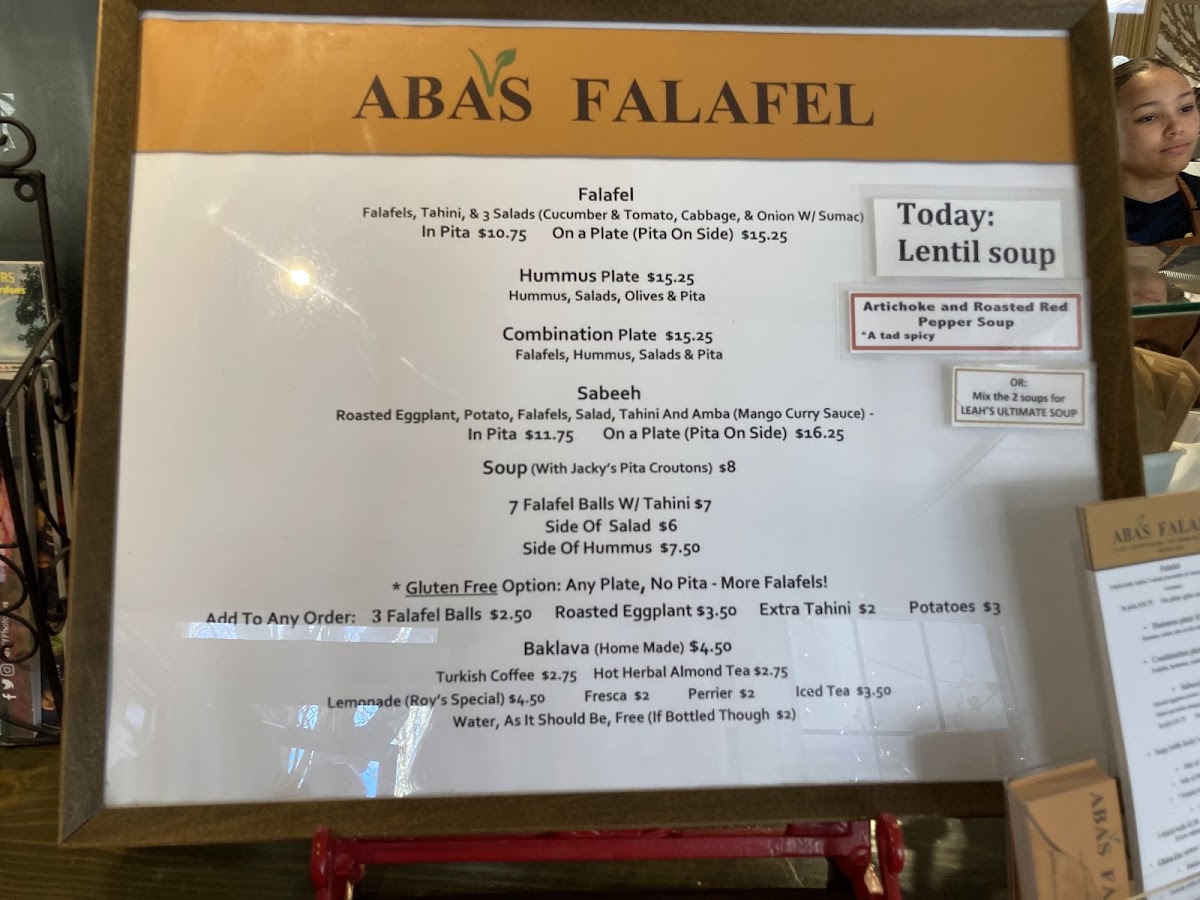 ABA'S FALAFEL
Falafel
Falafels, Tahini, & 3 Salads (Cucumber & Tomato, Cabbage, & Onion W/ Sumac)
In Pita $10.75 On a Plate (Pita On Side) $15.25
Hummus Plate $15.25
Hummus, Salads, Olives & Pita
Combination Plate $15.25
Falafels, Hummus, Salads & Pita
Sabeeh
Roasted Eggplant, Potato, Falafels, Salad, Tahini And Amba (Mango Curry Sauce) -
In Pita $11.75 On a Plate (Pita On Side) $16.25
Soup (With Jacky's Pita Croutons) $8
7 Falafel Balls W/ Tahini $7
Side Of Salad $6
Side Of Hummus $7.50
* Gluten Free Option: Any Plate, No Pita - More Falafels!
Add To Any Order: 3 Falafel Balls $2.50 Roasted Eggplant $3.50 Extra Tahini $2 Potatoes $3
Baklava (Home Made) $4.50
Turkish Coffee $2.75 Hot Herbal Almond Tea $2.75
Lemonade (Roy's Special) $4.50 Fresca $2 Perrier $2 Iced Tea $3.50
Water, As It Should Be, Free (If Bottled Though $2)
Today:
Lentil soup
Artichoke and Roasted Red
Pepper Soup
*A tad spicy
OR:
Mix the 2 soups for
LEAH'S ULTIMATE SOUP
ABA'S FALA
Falafel
ABA'S FA